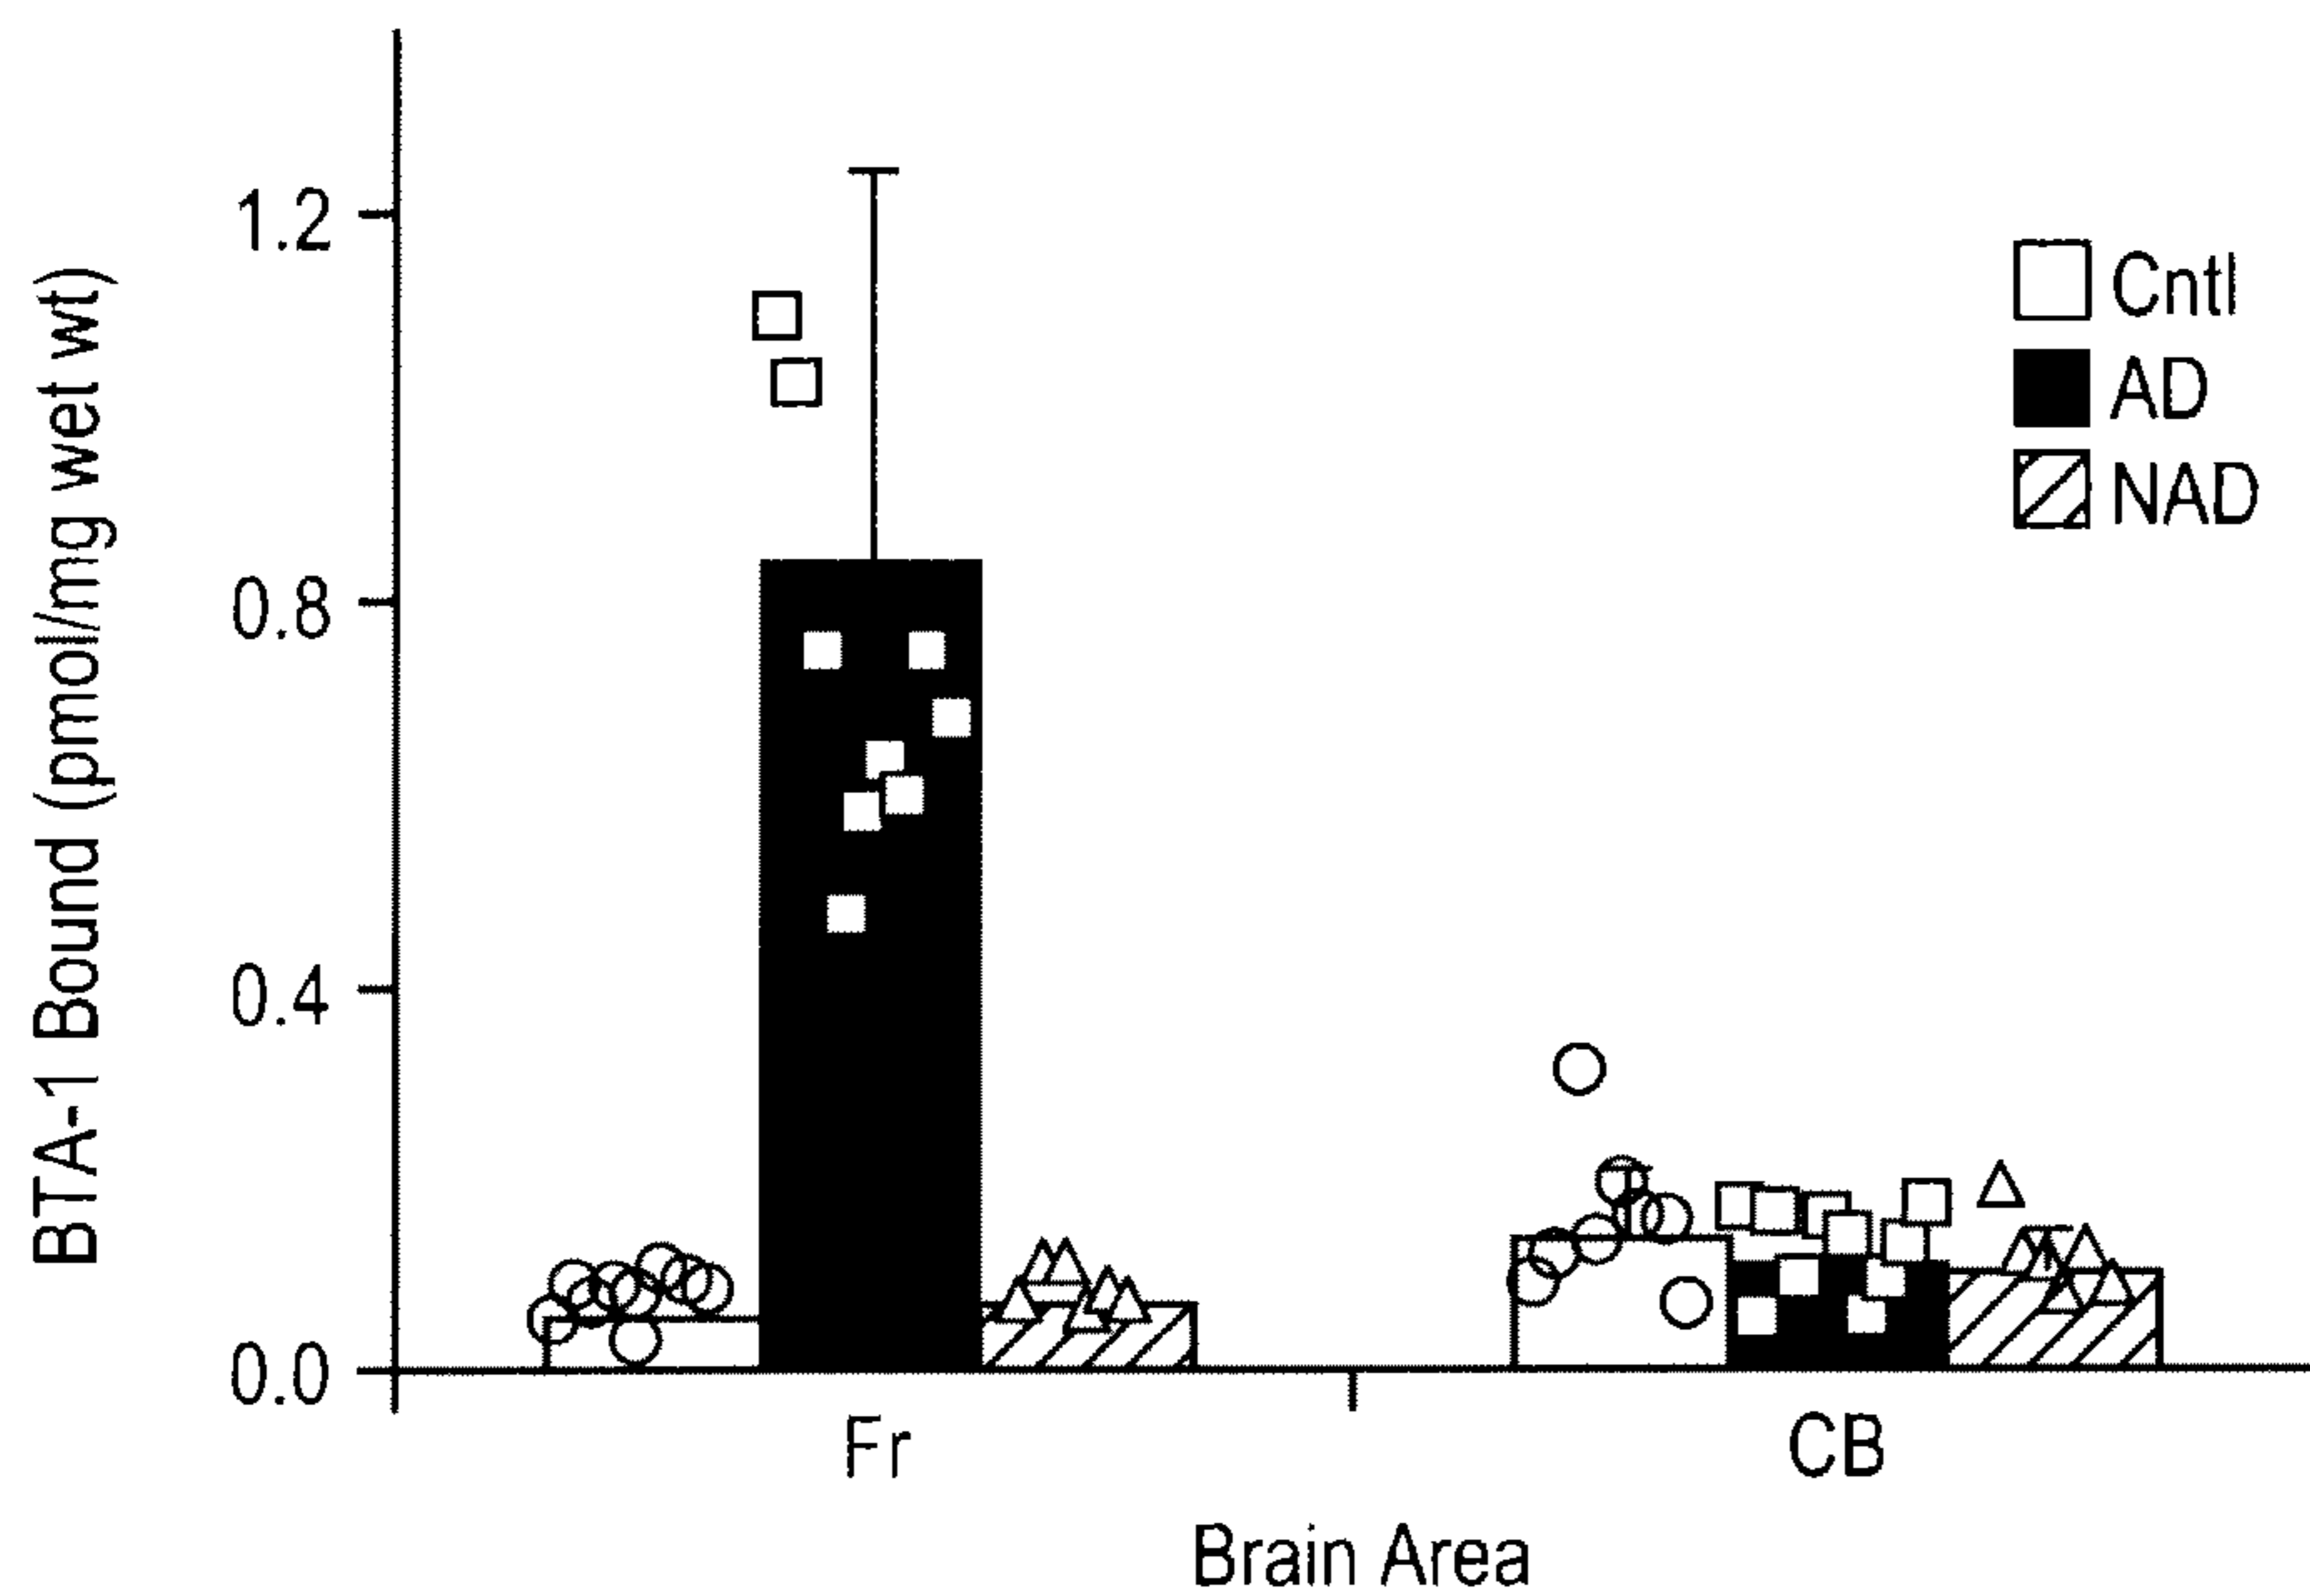 BTA-1 Bound (pmol/mg wet wt)
1.2
0.8
0.4
0.0
Cntl
AD
NAD
Fr
CB
Brain Area